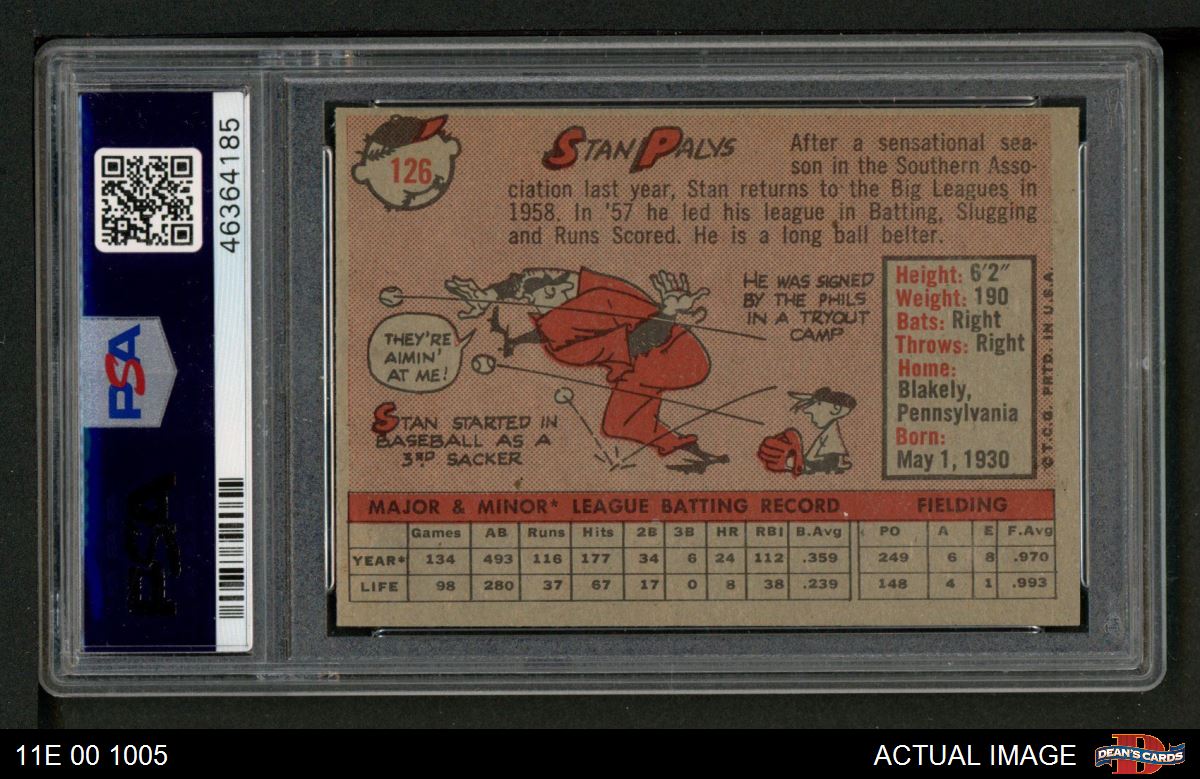 46364185
PSA
PSA
126
STAN PALYS
After a sensational sea-
son in the Southern Asso-
ciation last year, Stan returns to the Big Leagues in
1958. In '57 he led his league in Batting, Slugging
and Runs Scored. He is a long ball belter.
THEY'RE
AIMIN'
AT ME!
HE WAS SIGNED
BY THE PHILS
IN A TRYOUT
CAMP
STAN STARTED IN
BASEBALL AS A
3RD SACKER
Height: 6'2"
Weight: 190
Bats: Right
Throws: Right
Home:
Blakely,
Pennsylvania
Born:
May 1, 1930
© T.C.G. PRTD. IN U.S.A.
MAJOR & MINOR* LEAGUE BATTING RECORD FIELDING
Games AB Runs Hits 2B 3B HR RBI B.Avg PO A E F.Avg
YEAR* 134 493 116 177 34 6 24 112 .359 249 6 8 .970
LIFE 98 280 37 67 17 0 8 38 .239 148 4 1 .993
11E 00 1005
ACTUAL IMAGE
D
DEAN'S CARDS